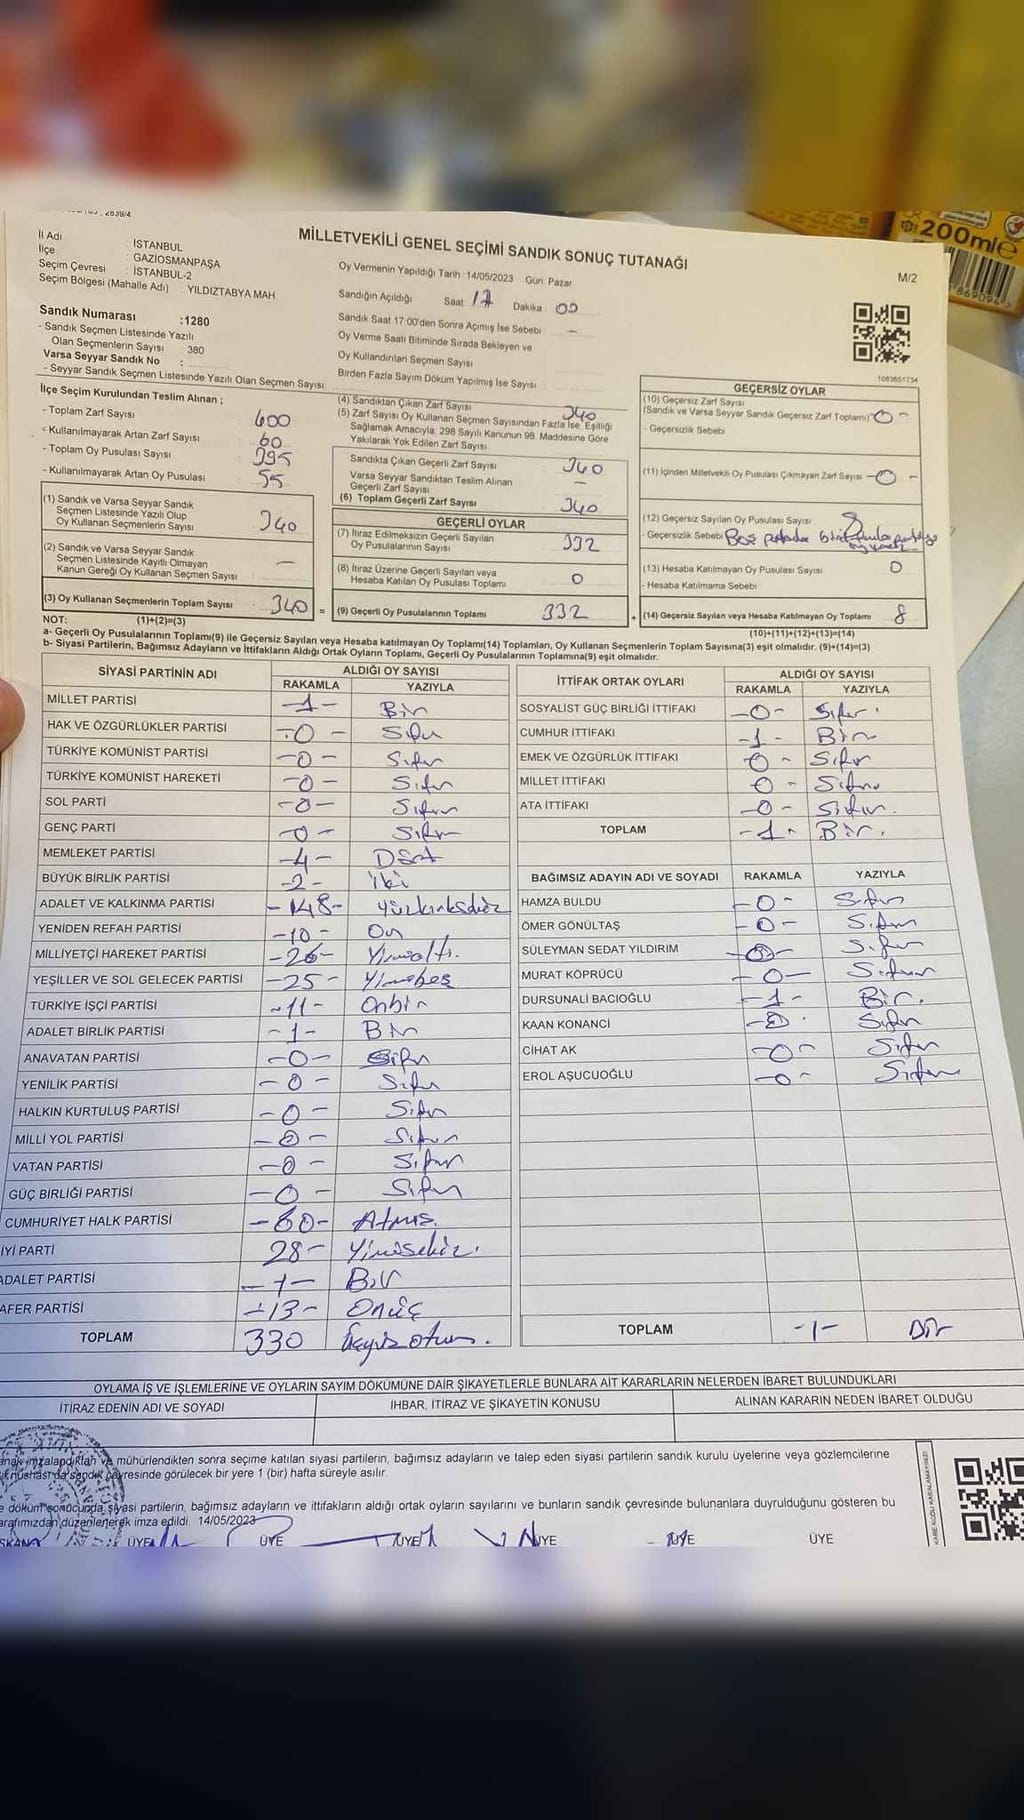 2839/4
MİLLETVEKİLİ GENEL SEÇİMİ SANDIK SONUÇ TUTANAĞI
M/2
İl Adı : İSTANBUL
İlçe : GAZİOSMANPAŞA
Seçim Çevresi : İSTANBUL-2
Seçim Bölgesi (Mahalle Adı) : YILDIZTABYA MAH
Oy Vermenin Yapıldığı Tarih :14/05/2023 Gün: Pazar
Sandığın Açıldığı Saat 17 Dakika : 00
Sandık Saat 17:00'den Sonra Açımış İse Sebebi : -
Oy Verme Saati Bitiminde Sırada Bekleyen ve
Oy Kullandırılan Seçmen Sayısı
Birden Fazla Sayım Döküm Yapılmış İse Sayısı
Sandık Numarası :1280
- Sandık Seçmen Listesinde Yazılı
Olan Seçmenlerin Sayısı : 380
Varsa Seyyar Sandık No :
- Seyyar Sandık Seçmen Listesinde Yazılı Olan Seçmen Sayısı:
1083651734
İlçe Seçim Kurulundan Teslim Alınan ;
- Toplam Zarf Sayısı 400
- Kullanılmayarak Artan Zarf Sayısı : 60
- Toplam Oy Pusulası Sayısı 395
- Kullanılmayarak Artan Oy Pusulası : 55
(1) Sandık ve Varsa Seyyar Sandık
Seçmen Listesinde Yazılı Olup
Oy Kullanan Seçmenlerin Sayısı : 340
(2) Sandık ve Varsa Seyyar Sandık
Seçmen Listesinde Kayıtlı Olmayan
Kanun Gereği Oy Kullanan Seçmen Sayısı : -
(3) Oy Kullanan Seçmenlerin Toplam Sayısı : 340 =
(4) Sandıktan Çıkan Zarf Sayısı 340
(5) Zarf Sayısı Oy Kullanan Seçmen Sayısından Fazla İse, Eşitliği
Sağlamak Amacıyla, 298 Sayılı Kanunun 98. Maddesine Göre
Yakılarak Yok Edilen Zarf Sayısı
Sandıkta Çıkan Geçerli Zarf Sayısı : 340
Varsa Seyyar Sandıktan Teslim Alınan
Geçerli Zarf Sayısı : -
(6) Toplam Geçerli Zarf Sayısı : 340
GEÇERLİ OYLAR
(7) İtiraz Edilmeksizin Geçerli Sayılan
Oy Pusulalarının Sayısı : 332
(8) İtiraz Üzerine Geçerli Sayılan veya
Hesaba Katılan Oy Pusulası Toplamı : 0
(9) Geçerli Oy Pusulalarının Toplamı : 332 +
GEÇERSİZ OYLAR
(10) Geçersiz Zarf Sayısı
(Sandık ve Varsa Seyyar Sandık Geçersiz Zarf Toplamı) -0-
- Geçersizlik Sebebi :
(11) İçinden Milletvekili Oy Pusulası Çıkmayan Zarf Sayısı -0-
(12) Geçersiz Sayılan Oy Pusulası Sayısı : 8
- Geçersizlik Sebebi
(13) Hesaba Katılmayan Oy Pusulası Sayısı : 0
- Hesaba Katılmama Sebebi
(14) Geçersiz Sayılan veya Hesaba Katılmayan Oy Toplamı : 8
(10)+(11)+(12)+(13)=(14)
NOT: (1)+(2)=(3)
a- Geçerli Oy Pusulalarının Toplamı(9) ile Geçersiz Sayılan veya Hesaba katılmayan Oy Toplamı(14) Toplamları, Oy Kullanan Seçmenlerin Toplam Sayısına(3) eşit olmalıdır. (9)+(14)=(3)
b- Siyasi Partilerin, Bağımsız Adayların ve İttifakların Aldığı Ortak Oyların Toplamı, Geçerli Oy Pusulalarının Toplamına(9) eşit olmalıdır.
SİYASİ PARTİNİN ADI ALDIĞI OY SAYISI
RAKAMLA YAZIYLA
MİLLET PARTİSİ -1- Bir
HAK VE ÖZGÜRLÜKLER PARTİSİ -0- Sıfır
TÜRKİYE KOMÜNİST PARTİSİ -0- Sıfır
TÜRKİYE KOMÜNİST HAREKETİ -0- Sıfır
SOL PARTİ -0- Sıfır
GENÇ PARTİ -0- Sıfır
MEMLEKET PARTİSİ -4- Dört
BÜYÜK BİRLİK PARTİSİ -2- İki
ADALET VE KALKINMA PARTİSİ -148- Yüzkırksekiz
YENİDEN REFAH PARTİSİ -10- On
MİLLİYETÇİ HAREKET PARTİSİ -26- Yirmialtı.
YEŞİLLER VE SOL GELECEK PARTİSİ -25- Yirmibeş
TÜRKİYE İŞÇİ PARTİSİ -11- Onbir
ADALET BİRLİK PARTİSİ -1- Bir
ANAVATAN PARTİSİ -0- Sıfır
YENİLİK PARTİSİ -0- Sıfır
HALKIN KURTULUŞ PARTİSİ -0- Sıfır
MİLLİ YOL PARTİSİ -0- Sıfır
VATAN PARTİSİ -0- Sıfır
GÜÇ BİRLİĞİ PARTİSİ -0- Sıfır
CUMHURİYET HALK PARTİSİ -60- Atmış.
İYİ PARTİ 28- Yirmisekiz.
ADALET PARTİSİ -1- Bir
AFER PARTİSİ -13- Onüç
TOPLAM 330 Üçyüzotuz.
İTTİFAK ORTAK OYLARI ALDIĞI OY SAYISI
RAKAMLA YAZIYLA
SOSYALİST GÜÇ BİRLİĞİ İTTİFAKI -0- Sıfır.
CUMHUR İTTİFAKI -1- Bir
EMEK VE ÖZGÜRLÜK İTTİFAKI -0- Sıfır
MİLLET İTTİFAKI 0- Sıfır
ATA İTTİFAKI -0- Sıfır.
TOPLAM -1- Bir.
BAĞIMSIZ ADAYIN ADI VE SOYADI RAKAMLA YAZIYLA
HAMZA BULDU -0- Sıfır
ÖMER GÖNÜLTAŞ -0- Sıfır
SÜLEYMAN SEDAT YILDIRIM -0- Sıfır
MURAT KÖPRÜCÜ -0- Sıfır
DURSUNALİ BACIOĞLU -1- Bir.
KAAN KONANCİ -0- Sıfır
CİHAT AK -0- Sıfır
EROL AŞUCUOĞLU -0- Sıfır
TOPLAM -1- Bir
OYLAMA İŞ VE İŞLEMLERİNE VE OYLARIN SAYIM DÖKÜMÜNE DAİR ŞİKAYETLERLE BUNLARA AİT KARARLARIN NELERDEN İBARET BULUNDUKLARI
İTİRAZ EDENİN ADI VE SOYADI İHBAR, İTİRAZ VE ŞİKAYETİN KONUSU ALINAN KARARIN NEDEN İBARET OLDUĞU
imzalandıktan ve mühürlendikten sonra seçime katılan siyasi partilerin, bağımsız adayların ve talep eden siyasi partilerin sandık kurulu üyelerine veya gözlemcilerine
nüshası da sandık çevresinde görülecek bir yere 1 (bir) hafta süreyle asılır.
döküm sonucunda siyasi partilerin, bağımsız adayların ve ittifakların aldığı ortak oyların sayılarını ve bunların sandık çevresinde bulunanlara duyrulduğunu gösteren bu
arafımızdan düzenlenerek imza edildi. 14/05/2023
ÜYE ÜYE ÜYE ÜYE ÜYE ÜYE
200ml e